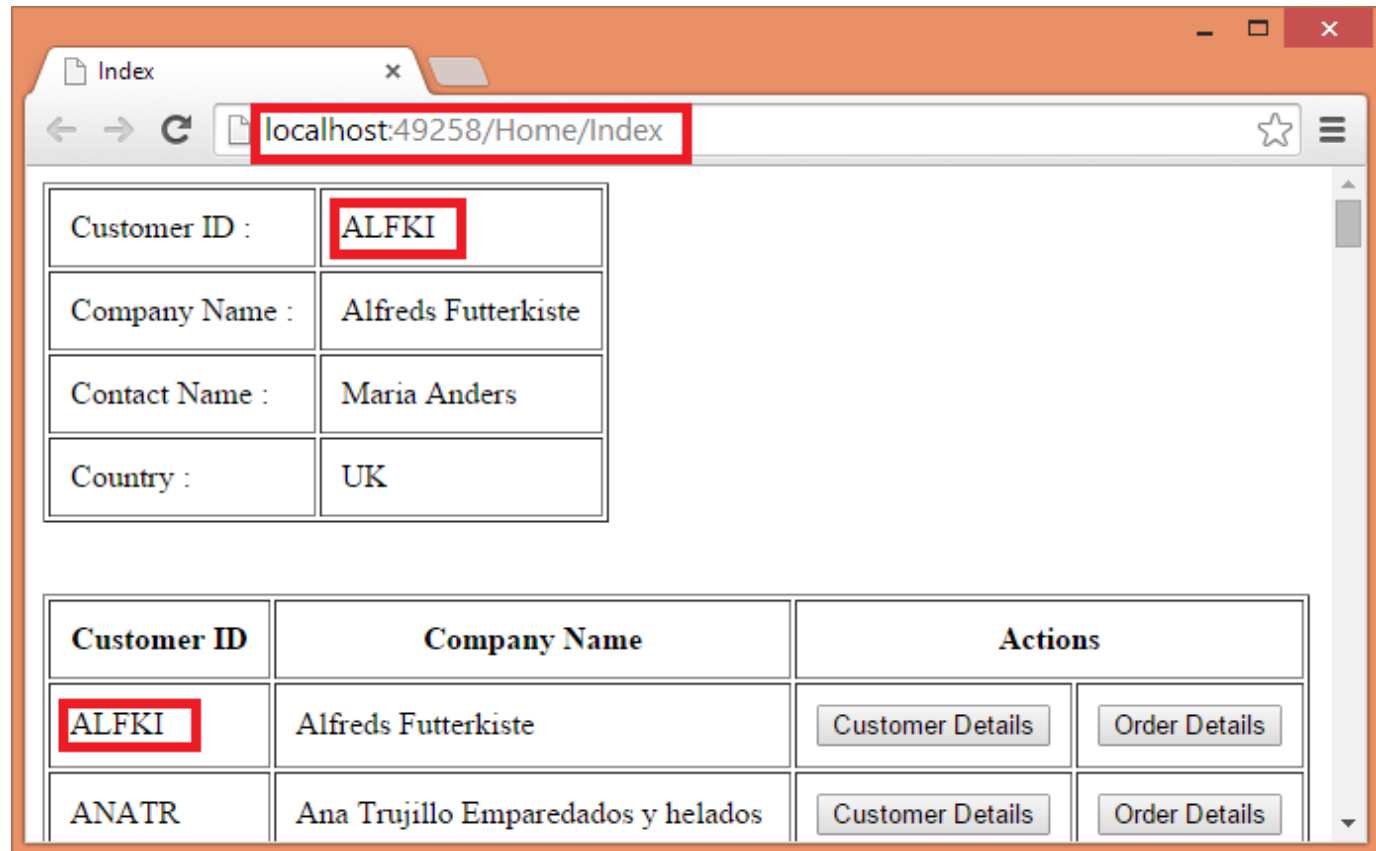 Index
localhost:49258/Home/Index
Customer ID : ALFKI
Company Name : Alfreds Futterkiste
Contact Name : Maria Anders
Country : UK
Customer ID Company Name Actions
ALFKI Alfreds Futterkiste Customer Details Order Details
ANATR Ana Trujillo Emparedados y helados Customer Details Order Details